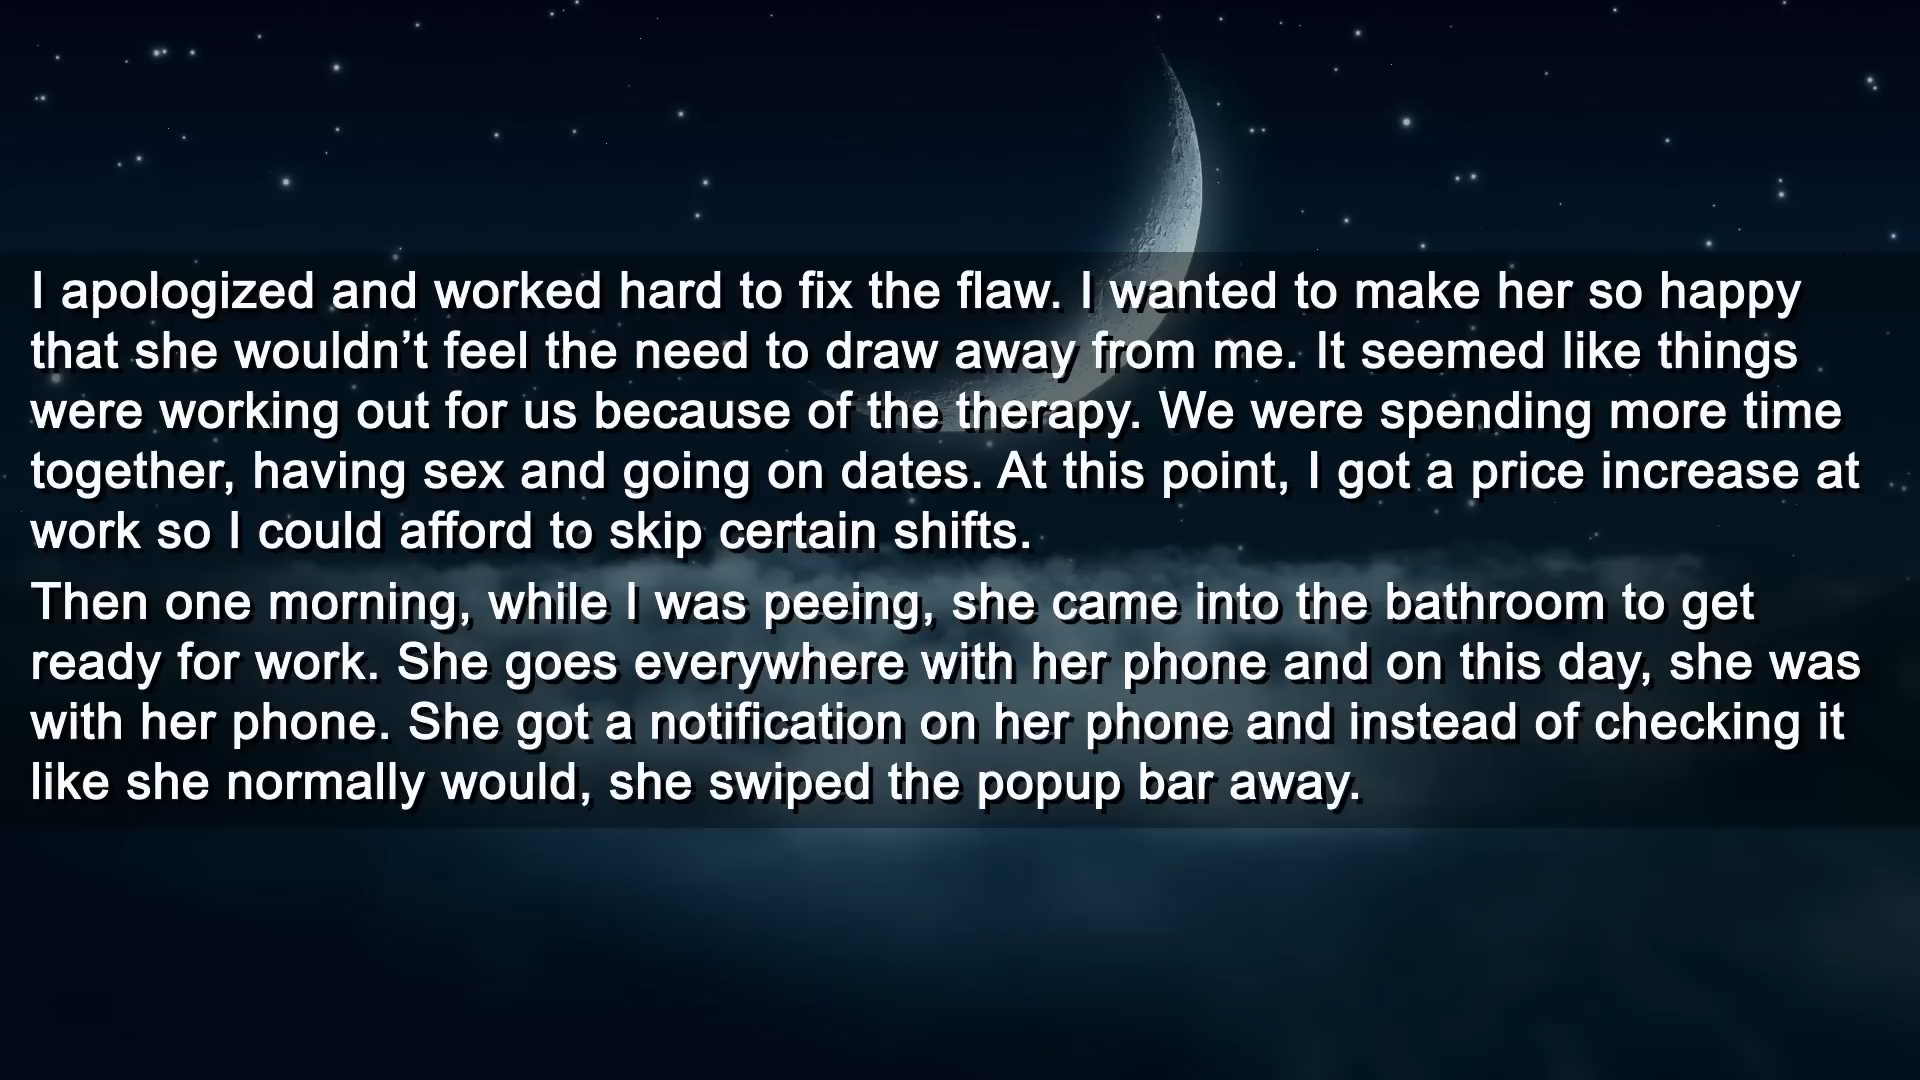 I apologized and worked hard to fix the flaw. I wanted to make her so happy
that she wouldn’t feel the need to draw away from me. It seemed like things
were working out for us because of the therapy. We were spending more time
together, having sex and going on dates. At this point, I got a price increase at
work so I could afford to skip certain shifts.
Then one morning, while I was peeing, she came into the bathroom to get
ready for work. She goes everywhere with her phone and on this day, she was
with her phone. She got a notification on her phone and instead of checking it
like she normally would, she swiped the popup bar away.